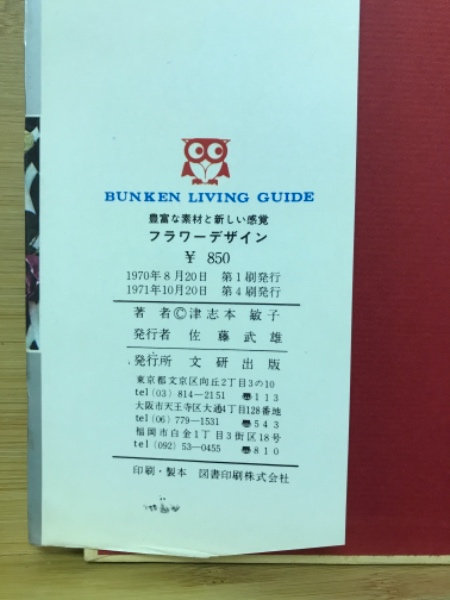 BUNKEN LIVING GUIDE
豊富な素材と新しい感覚
フラワーデザイン
¥ 850
1970年8月20日 第1刷発行
1971年10月20日 第4刷発行
著者©津志本敏子
発行者 佐藤武雄
発行所 文研出版
東京都文京区向丘2丁目3の10
tel (03) 814—2151 ☎113
大阪市天王寺区大通4丁目128番地
tel (06) 779—1531 ☎543
福岡市白金1丁目3街区18号
tel (092) 53—0455 ☎810
印刷・製本 図書印刷株式会社